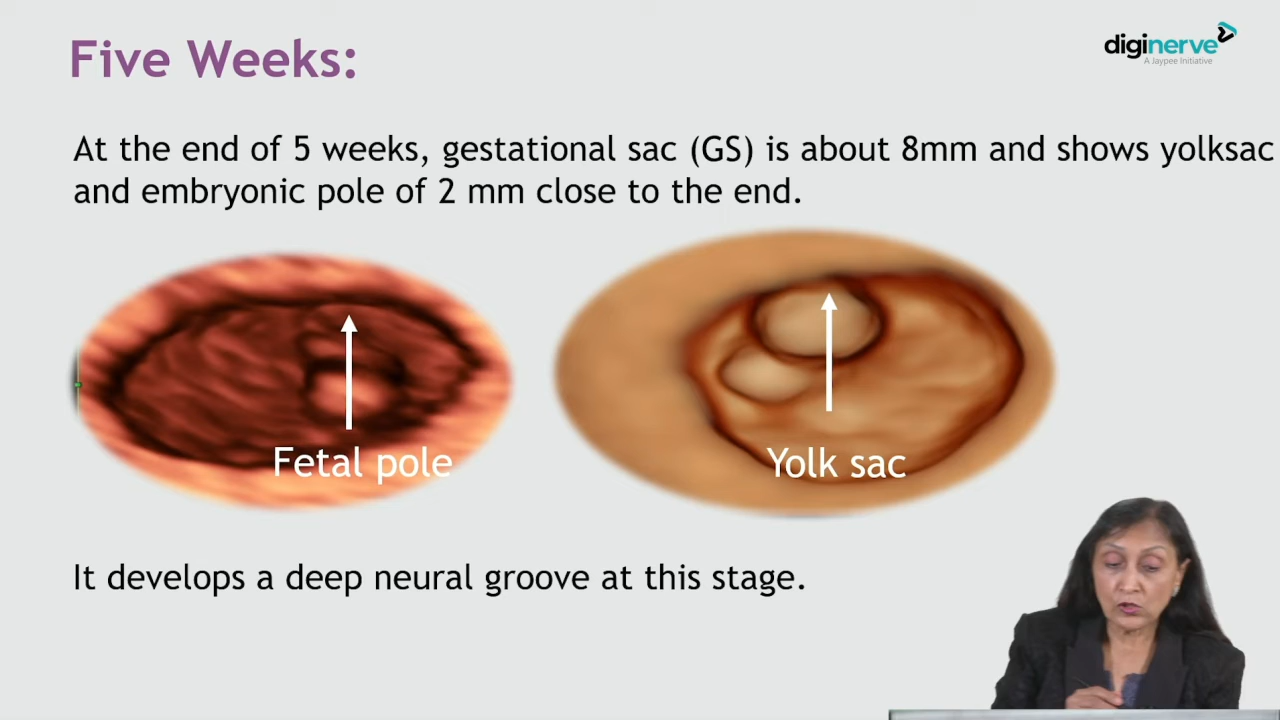 Five Weeks:
diginerve
A Jaypee Initiative
At the end of 5 weeks, gestational sac (GS) is about 8mm and shows yolksac
and embryonic pole of 2 mm close to the end.
Fetal pole
Yolk sac
It develops a deep neural groove at this stage.